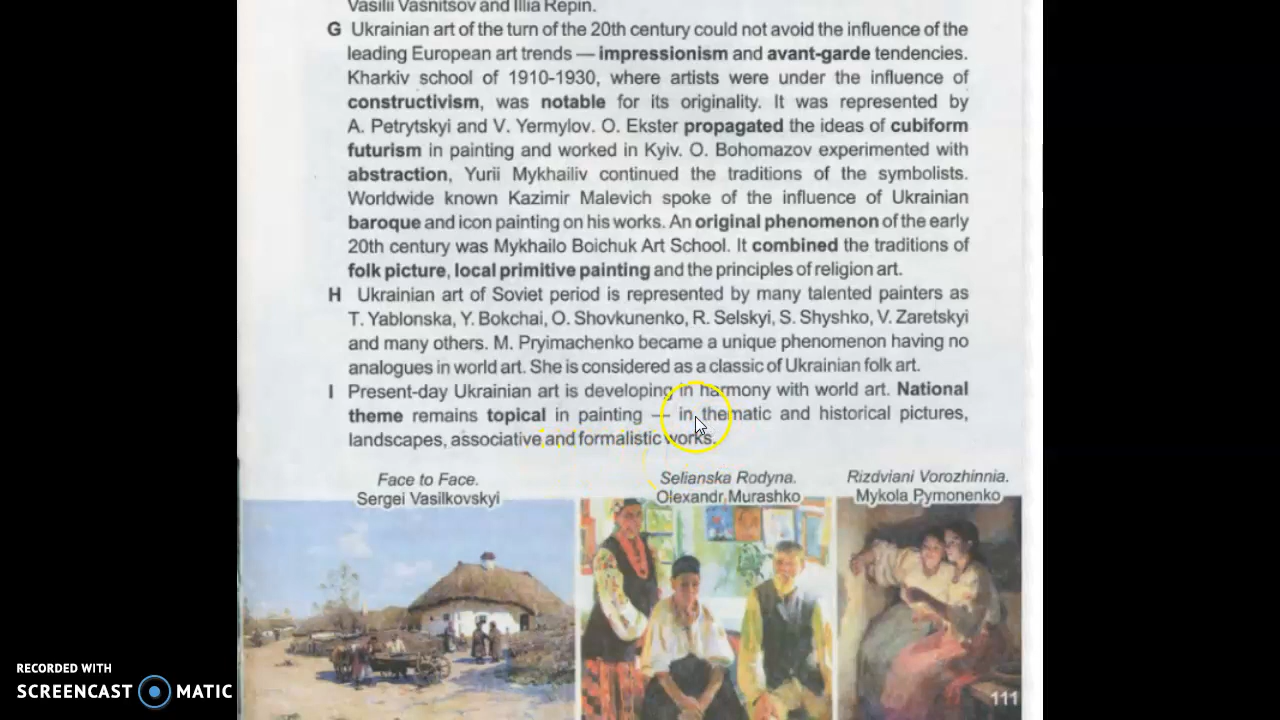 Vasilii Vasnitsov and Illia Repin.
G Ukrainian art of the turn of the 20th century could not avoid the influence of the
leading European art trends — impressionism and avant-garde tendencies.
Kharkiv school of 1910-1930, where artists were under the influence of
constructivism, was notable for its originality. It was represented by
A. Petrytskyi and V. Yermylov. O. Ekster propagated the ideas of cubiform
futurism in painting and worked in Kyiv. O. Bohomazov experimented with
abstraction, Yurii Mykhailiv continued the traditions of the symbolists.
Worldwide known Kazimir Malevich spoke of the influence of Ukrainian
baroque and icon painting on his works. An original phenomenon of the early
20th century was Mykhailo Boichuk Art School. It combined the traditions of
folk picture, local primitive painting and the principles of religion art.
H Ukrainian art of Soviet period is represented by many talented painters as
T. Yablonska, Y. Bokchai, O. Shovkunenko, R. Selskyi, S. Shyshko, V. Zaretskyi
and many others. M. Pryimachenko became a unique phenomenon having no
analogues in world art. She is considered as a classic of Ukrainian folk art.
I Present-day Ukrainian art is developing in harmony with world art. National
theme remains topical in painting — in thematic and historical pictures,
landscapes, associative and formalistic works.
Face to Face.
Sergei Vasilkovskyi
Selianska Rodyna.
Olexandr Murashko
Rizdviani Vorozhinnia.
Mykola Pymonenko
111
RECORDED WITH
SCREENCAST MATIC